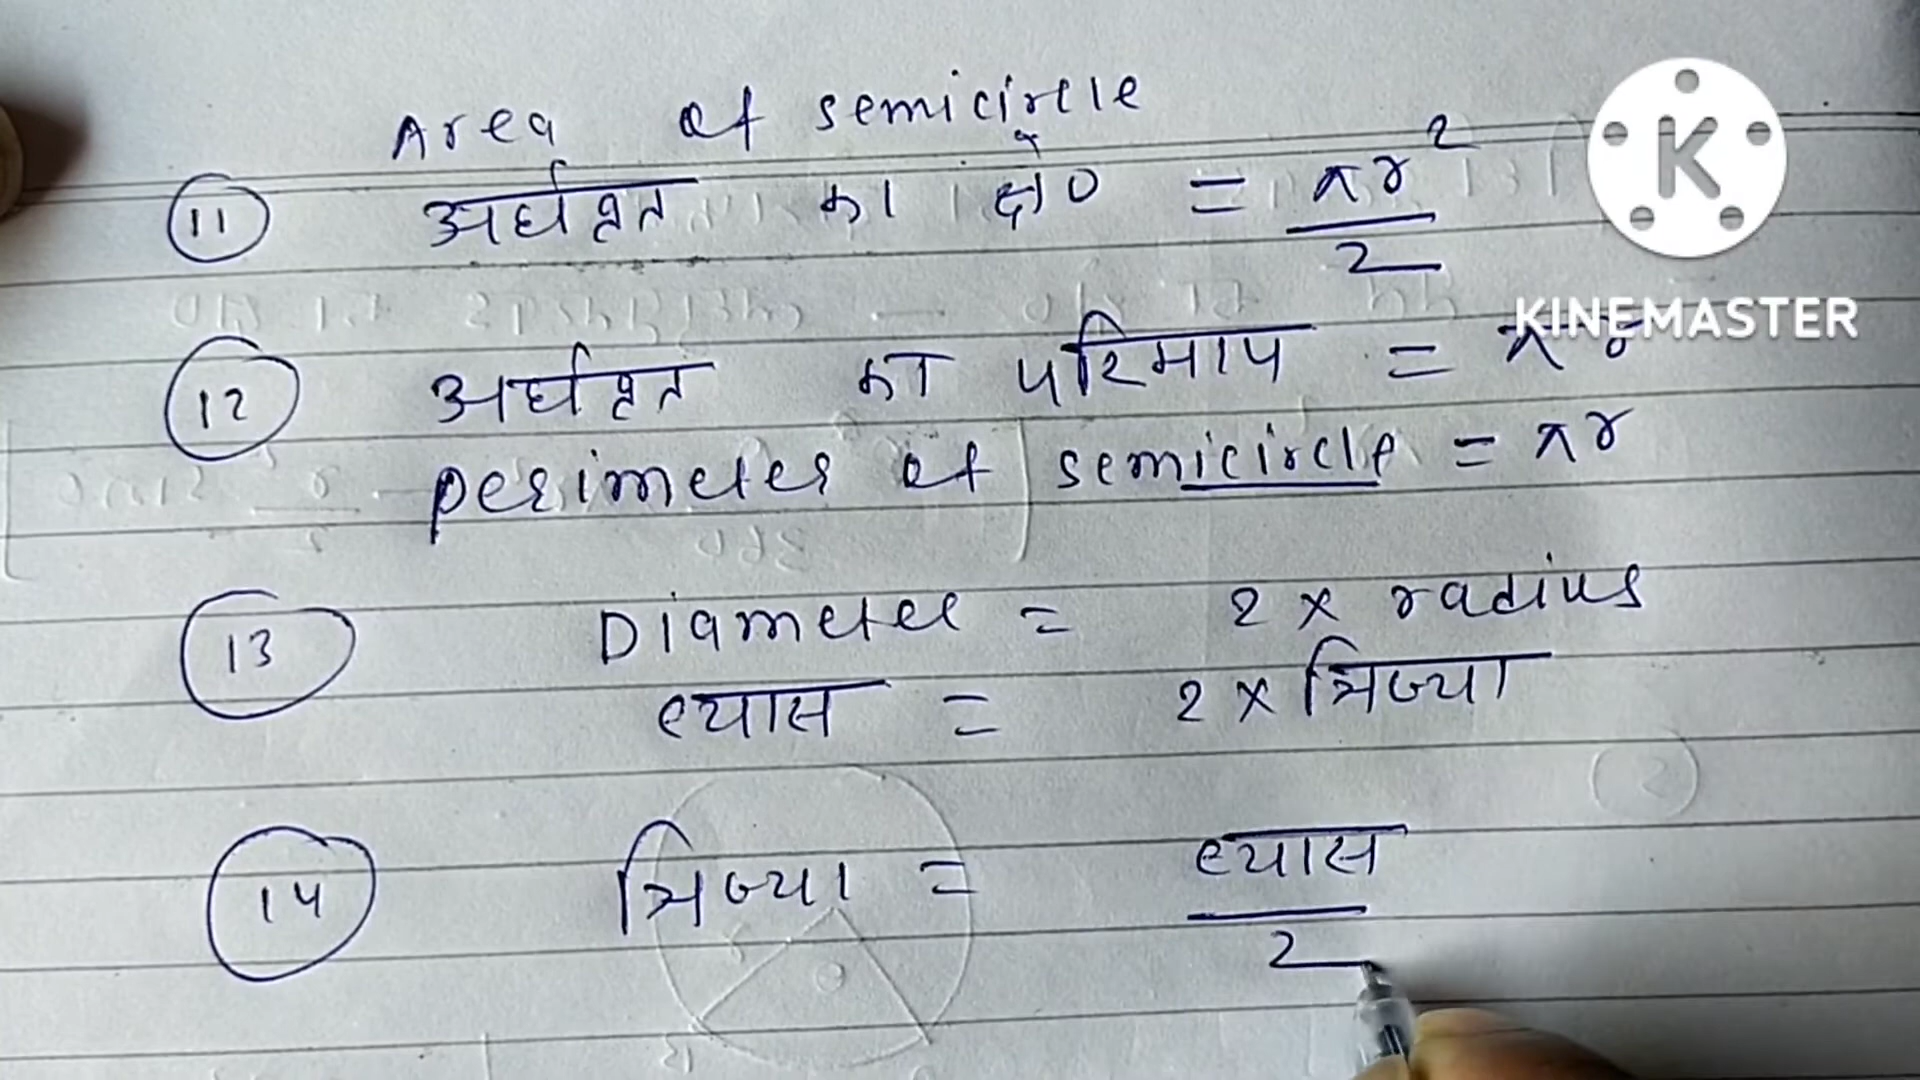 Area of semicircle
11 अर्धवृत का क्षे० = πr²/2
KINEMASTER
12 अर्धवृत का परिमाप = πr
perimeter of semicircle = πr
13 Diameter = 2 × radius
व्यास = 2 × त्रिज्या
14 त्रिज्या = व्यास/2